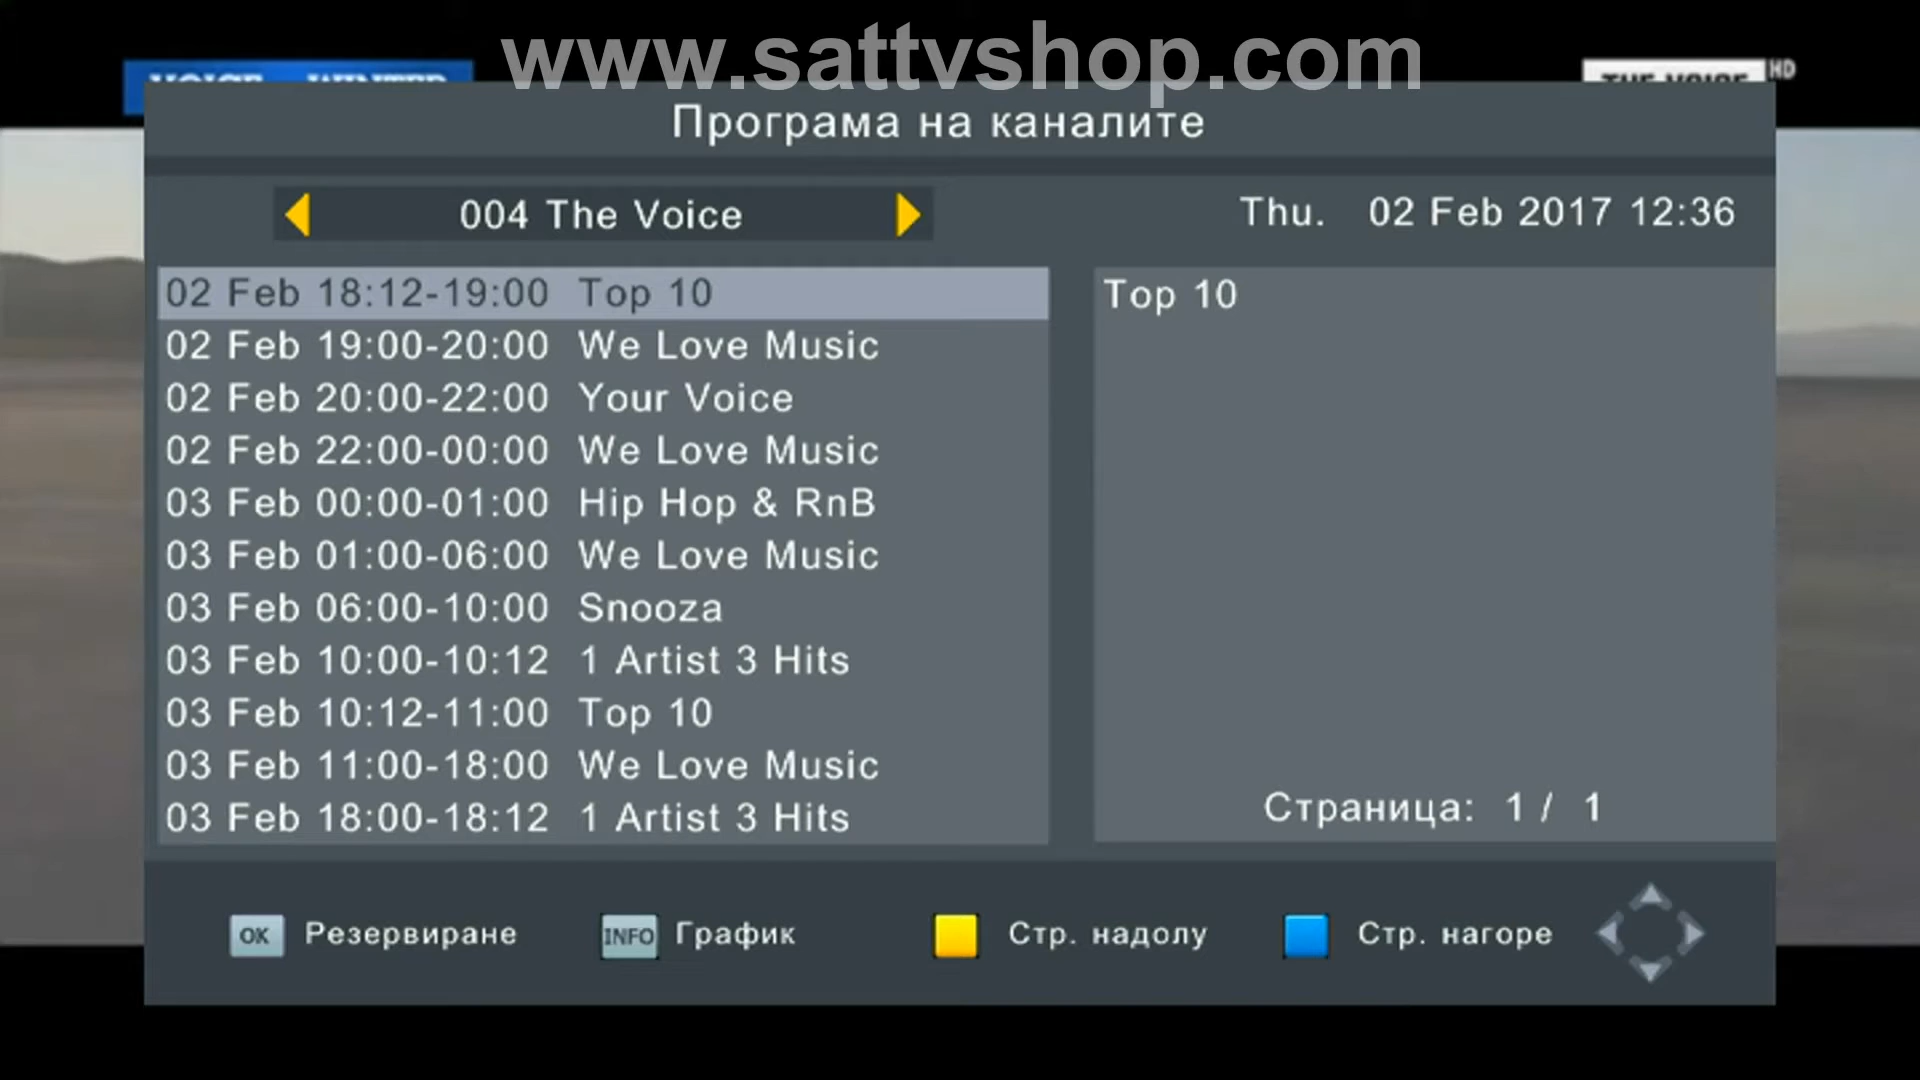 www.sattvshop.com
HD
Програма на каналите
004 The Voice
Thu. 02 Feb 2017 12:36
02 Feb 18:12-19:00 Top 10
02 Feb 19:00-20:00 We Love Music
02 Feb 20:00-22:00 Your Voice
02 Feb 22:00-00:00 We Love Music
03 Feb 00:00-01:00 Hip Hop & RnB
03 Feb 01:00-06:00 We Love Music
03 Feb 06:00-10:00 Snooza
03 Feb 10:00-10:12 1 Artist 3 Hits
03 Feb 10:12-11:00 Top 10
03 Feb 11:00-18:00 We Love Music
03 Feb 18:00-18:12 1 Artist 3 Hits
Top 10
Страница: 1 / 1
OK Резервиране
INFO График
Стр. надолу
Стр. нагоре